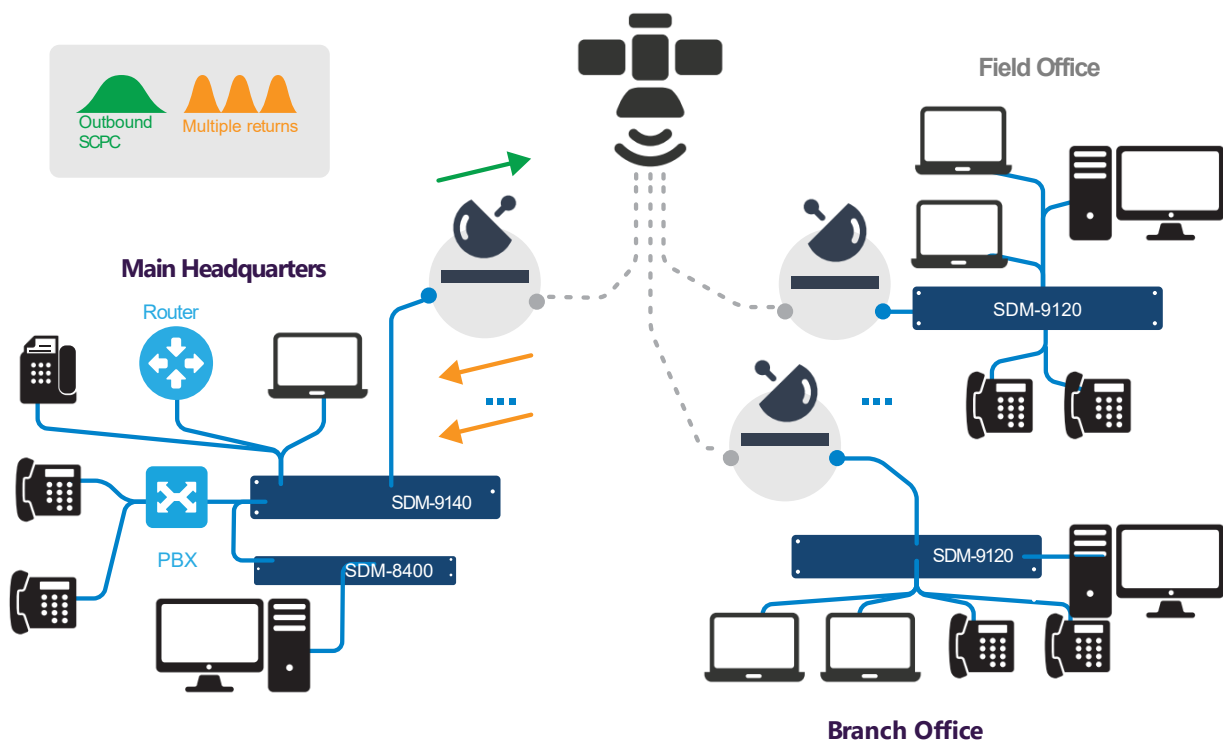 Field Office
Outbound
SCPC
Multiple returns
Main Headquarters
Router
SDM-9120
SDM-9140
PBX
SDM-8400
SDM-9120
Branch Office